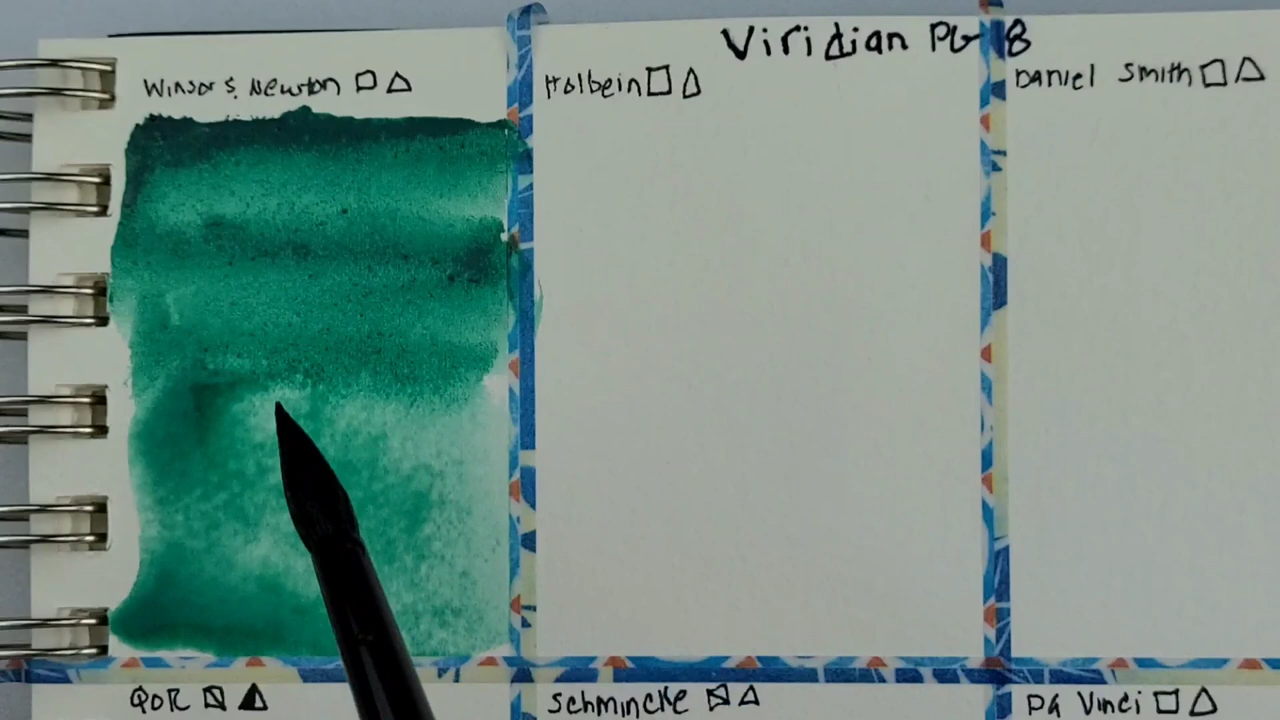 Viridian PG 18
Winsor & Newton
Holbein
Daniel Smith
QOR
Schmincke
Da Vinci